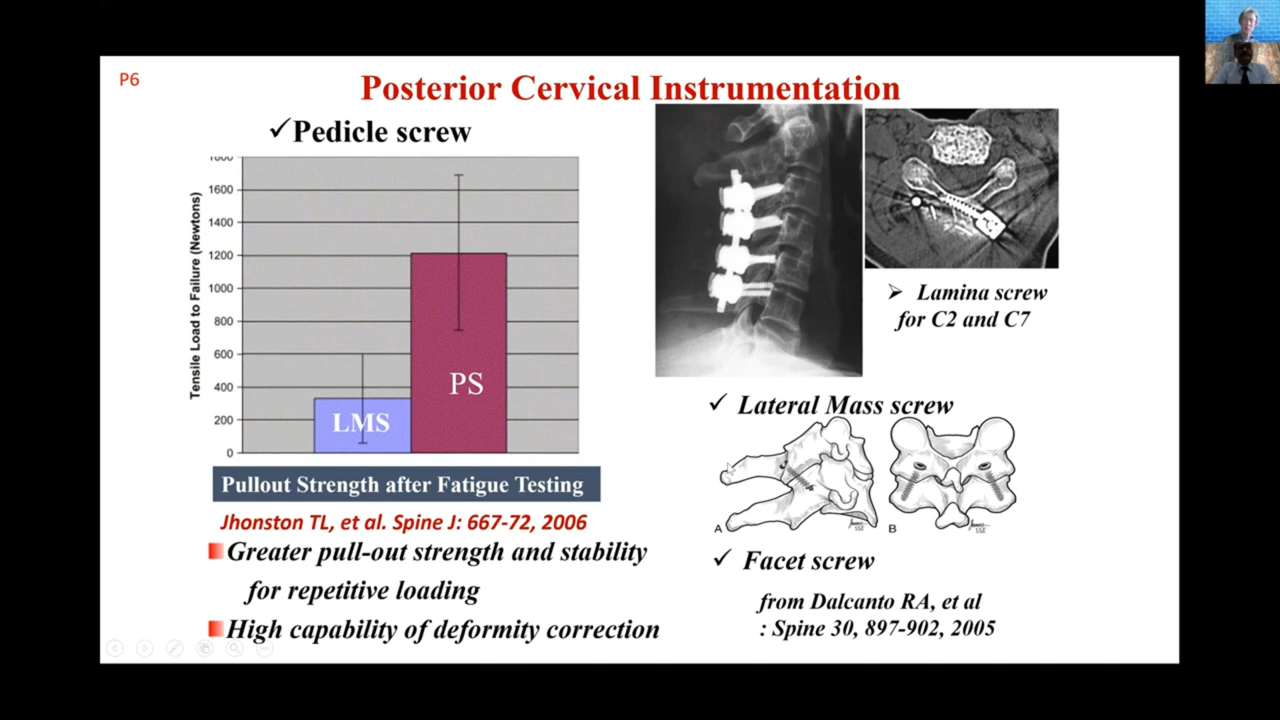 P6
Posterior Cervical Instrumentation
✓Pedicle screw
Tensile Load to Failure (Newtons)
1800
1600
1400
1200
1000
800
600
400
200
0
LMS
PS
Pullout Strength after Fatigue Testing
Jhonston TL, et al. Spine J: 667-72, 2006
Greater pull-out strength and stability
for repetitive loading
High capability of deformity correction
➢ Lamina screw
for C2 and C7
✓ Lateral Mass screw
A
B
✓ Facet screw
from Dalcanto RA, et al
: Spine 30, 897-902, 2005